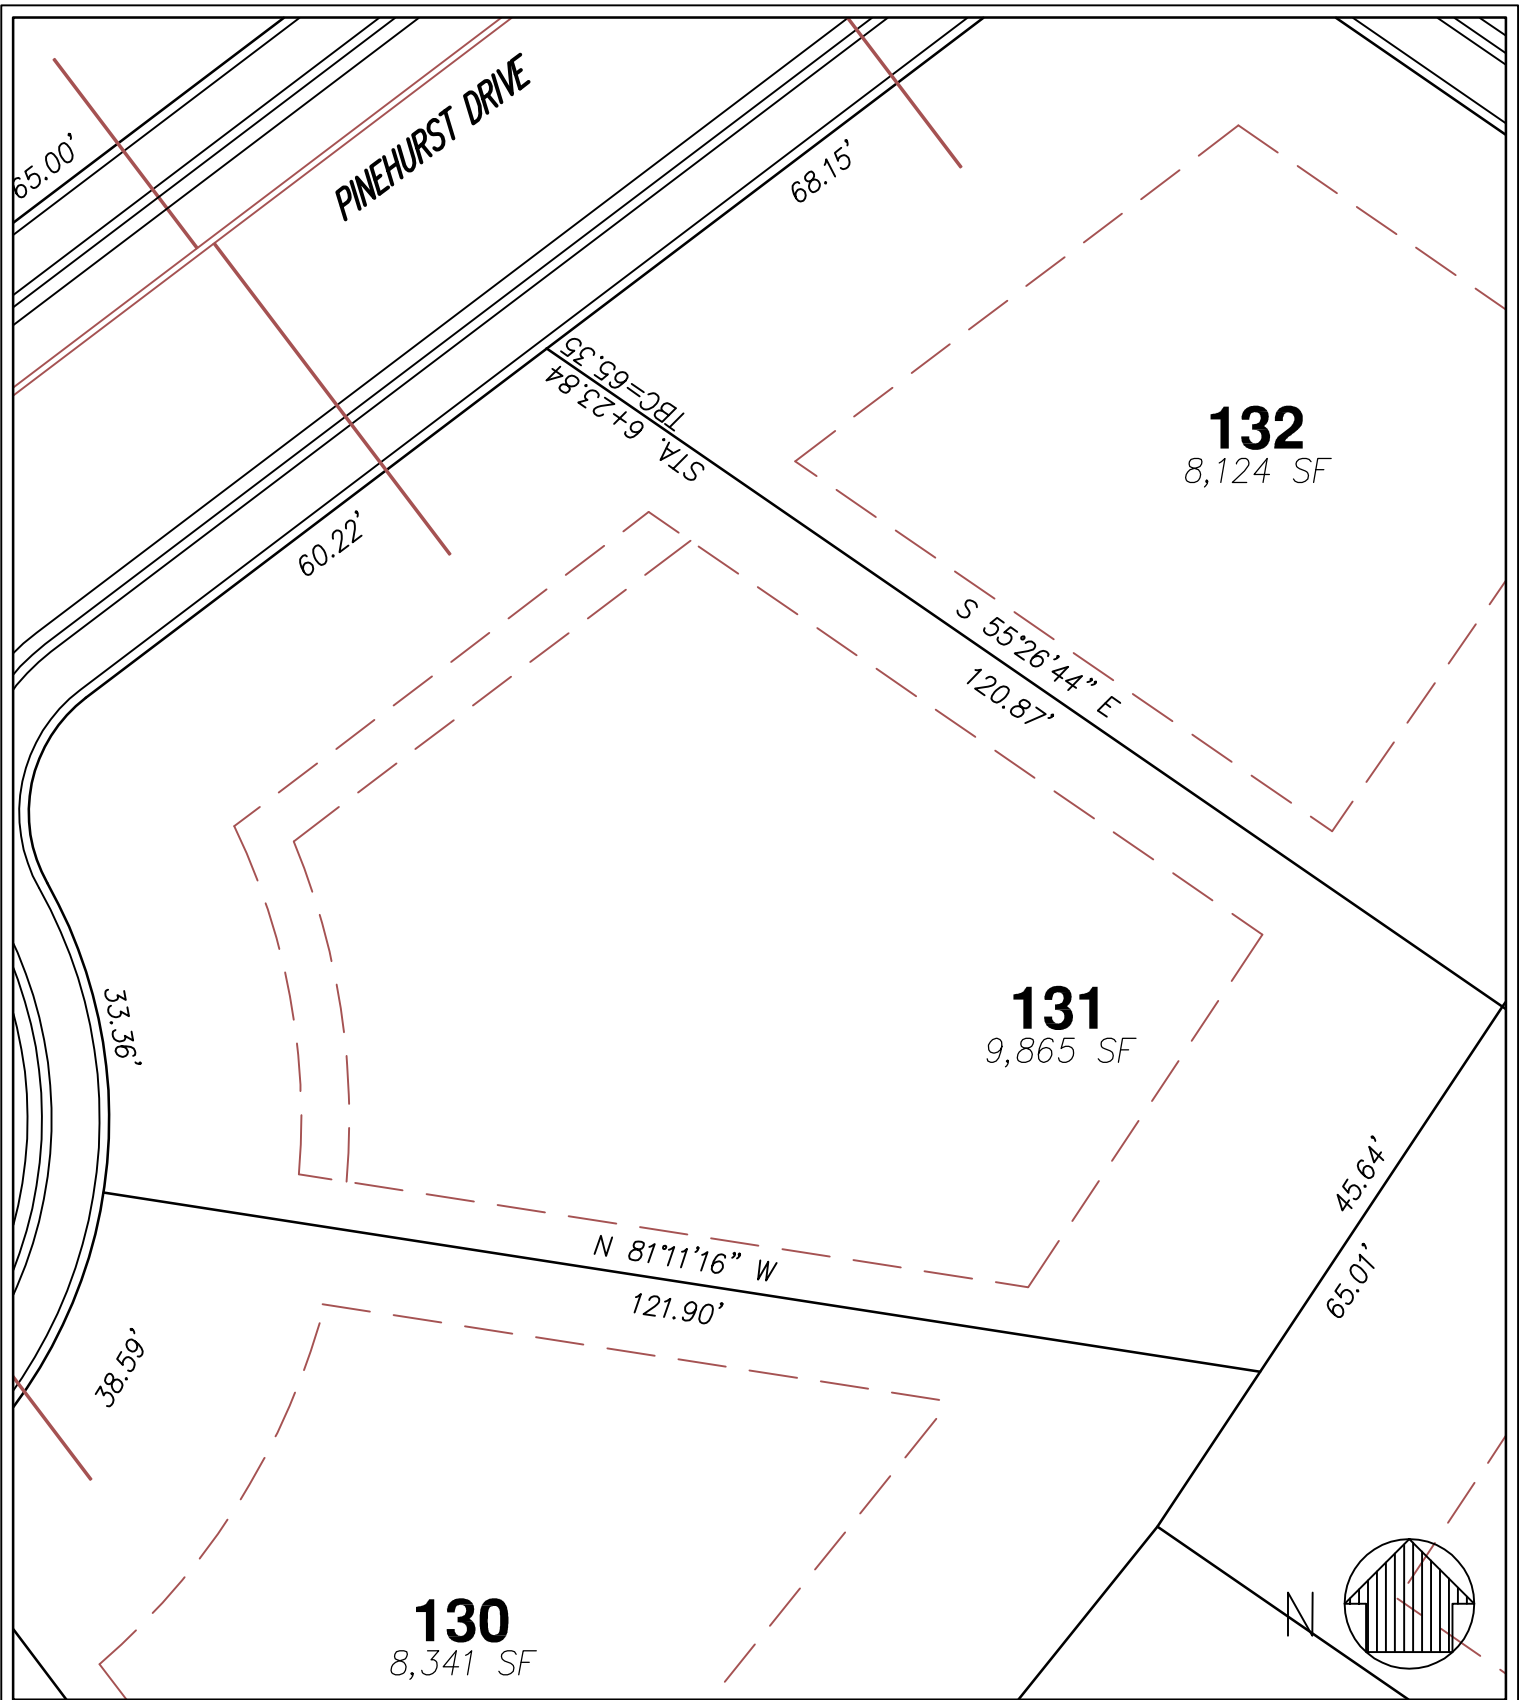 65.00'
PINEHURST DRIVE
68.15'
TBC=65.35
STA. 6+23.84
132
8,124 SF
60.22'
S 55°26'44" E
120.87'
131
9,865 SF
33.36'
45.64'
65.01'
N 81°11'16" W
121.90'
38.59'
130
8,341 SF
N